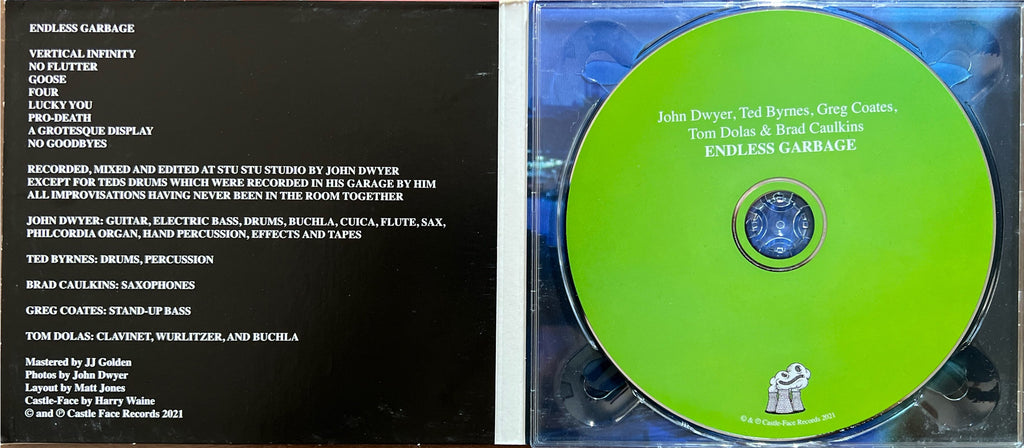 ENDLESS GARBAGE
VERTICAL INFINITY
NO FLUTTER
GOOSE
FOUR
LUCKY YOU
PRO-DEATH
A GROTESQUE DISPLAY
NO GOODBYES
RECORDED, MIXED AND EDITED AT STU STU STUDIO BY JOHN DWYER
EXCEPT FOR TEDS DRUMS WHICH WERE RECORDED IN HIS GARAGE BY HIM
ALL IMPROVISATIONS HAVING NEVER BEEN IN THE ROOM TOGETHER
JOHN DWYER: GUITAR, ELECTRIC BASS, DRUMS, BUCHLA, CUICA, FLUTE, SAX,
PHILCORDIA ORGAN, HAND PERCUSSION, EFFECTS AND TAPES
TED BYRNES: DRUMS, PERCUSSION
BRAD CAULKINS: SAXOPHONES
GREG COATES: STAND-UP BASS
TOM DOLAS: CLAVINET, WURLITZER, AND BUCHLA
Mastered by JJ Golden
Photos by John Dwyer
Layout by Matt Jones
Castle-Face by Harry Waine
© and ℗ Castle Face Records 2021
John Dwyer, Ted Byrnes, Greg Coates,
Tom Dolas & Brad Caulkins
ENDLESS GARBAGE
© & ℗ Castle-Face Records 2021